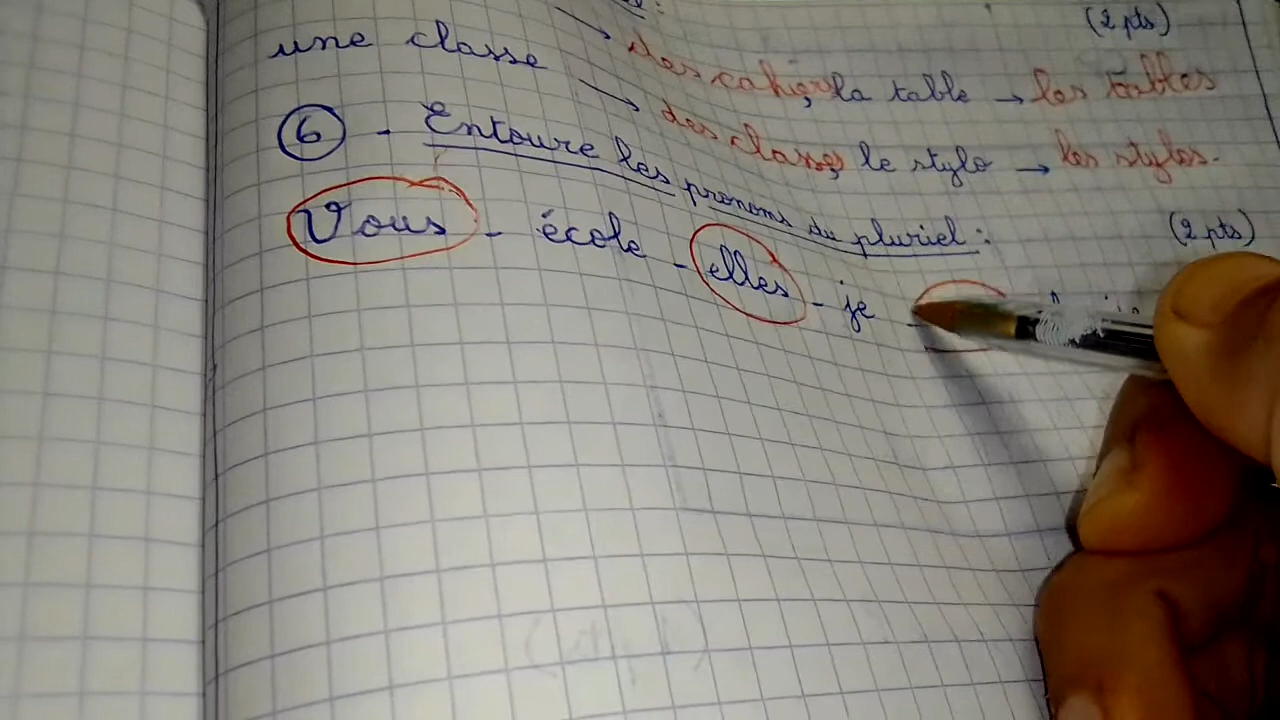 (2 pts)
une classe → des cahiers, la table → les tables
→ des classes, le stylo → les stylos.
6 - Entoure les pronoms du pluriel : (2 pts)
Vous - école - elles - je -